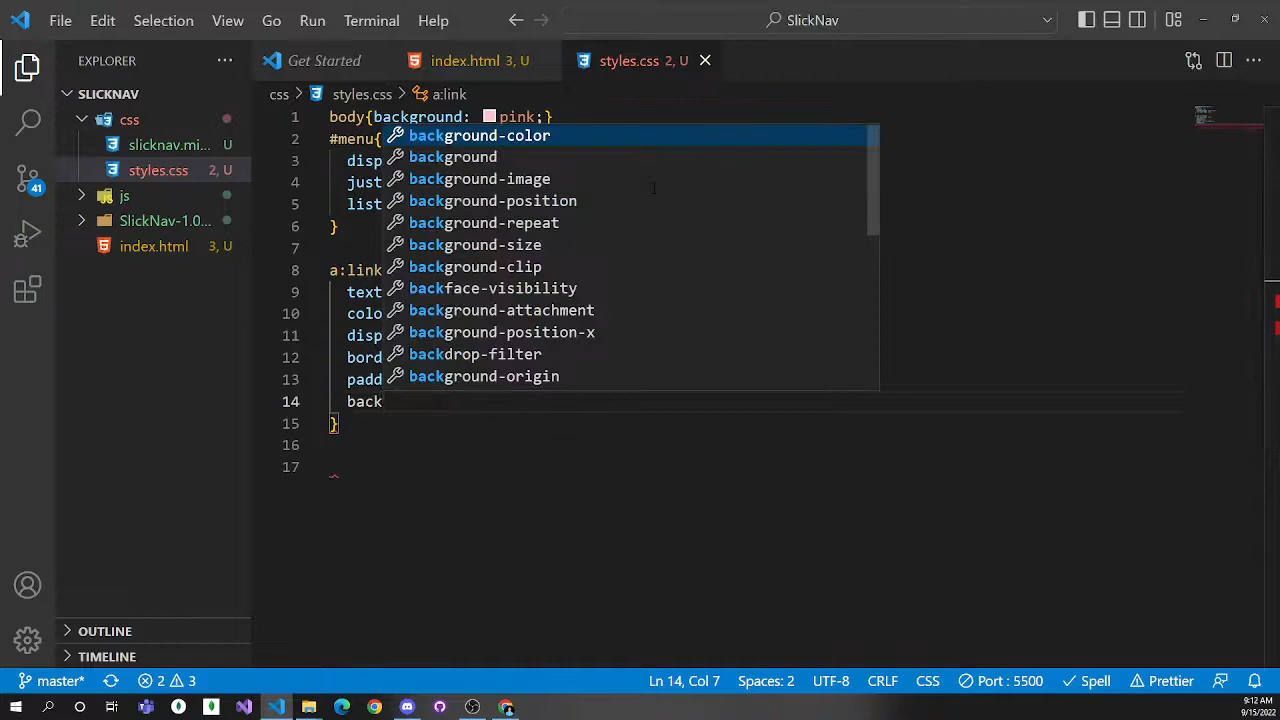 File Edit Selection View Go Run Terminal Help SlickNav
EXPLORER ··· Get Started index.html 3, U styles.css 2, U
SLICKNAV css > styles.css > a:link
css
slicknav.mi... U
styles.css 2, U
js
SlickNav-1.0...
index.html 3, U
1 body{background: pink;}
2 #menu{
3 disp
4 just
5 list
6 }
7
8 a:link
9 text
10 colo
11 disp
12 bord
13 padd
14 back
15 }
16
17
background-color
background
background-image
background-position
background-repeat
background-size
background-clip
backface-visibility
background-attachment
background-position-x
backdrop-filter
background-origin
41
OUTLINE
TIMELINE
master* 2 3 Ln 14, Col 7 Spaces: 2 UTF-8 CRLF CSS Port : 5500 Spell Prettier
9:12 AM
9/15/2022